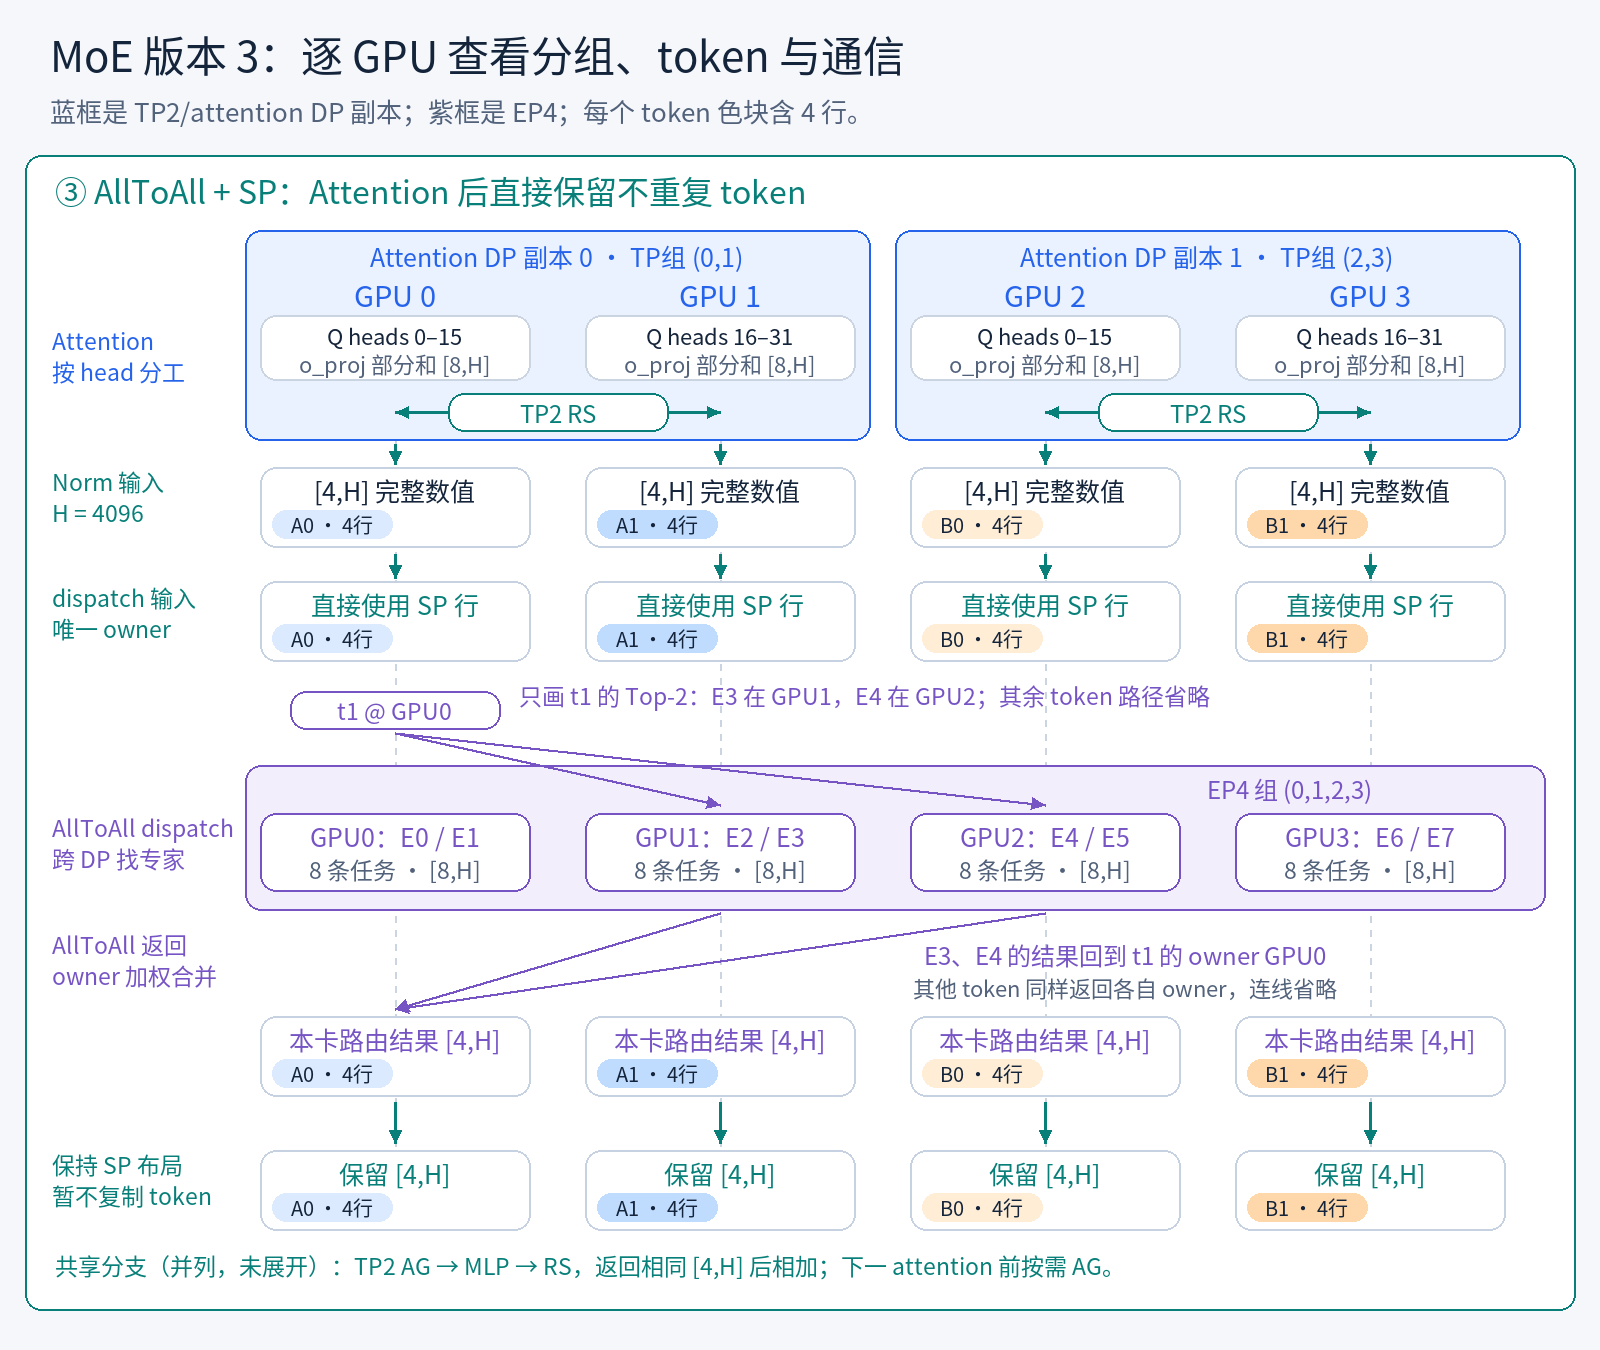 MoE 版本 3：逐 GPU 查看分组、token 与通信
蓝框是 TP2/attention DP 副本；紫框是 EP4；每个 token 色块含 4 行。
③ AllToAll + SP：Attention 后直接保留不重复 token
Attention DP 副本 0 · TP组 (0,1)
Attention DP 副本 1 · TP组 (2,3)
GPU 0
GPU 1
GPU 2
GPU 3
Attention
按 head 分工
Q heads 0–15
o_proj 部分和 [8,H]
Q heads 16–31
o_proj 部分和 [8,H]
Q heads 0–15
o_proj 部分和 [8,H]
Q heads 16–31
o_proj 部分和 [8,H]
TP2 RS
TP2 RS
Norm 输入
H = 4096
[4,H] 完整数值
A0 · 4行
[4,H] 完整数值
A1 · 4行
[4,H] 完整数值
B0 · 4行
[4,H] 完整数值
B1 · 4行
dispatch 输入
唯一 owner
直接使用 SP 行
A0 · 4行
直接使用 SP 行
A1 · 4行
直接使用 SP 行
B0 · 4行
直接使用 SP 行
B1 · 4行
t1 @ GPU0
只画 t1 的 Top-2：E3 在 GPU1，E4 在 GPU2；其余 token 路径省略
EP4 组 (0,1,2,3)
AllToAll dispatch
跨 DP 找专家
GPU0：E0 / E1
8 条任务 · [8,H]
GPU1：E2 / E3
8 条任务 · [8,H]
GPU2：E4 / E5
8 条任务 · [8,H]
GPU3：E6 / E7
8 条任务 · [8,H]
AllToAll 返回
owner 加权合并
E3、E4 的结果回到 t1 的 owner GPU0
其他 token 同样返回各自 owner，连线省略
本卡路由结果 [4,H]
A0 · 4行
本卡路由结果 [4,H]
A1 · 4行
本卡路由结果 [4,H]
B0 · 4行
本卡路由结果 [4,H]
B1 · 4行
保持 SP 布局
暂不复制 token
保留 [4,H]
A0 · 4行
保留 [4,H]
A1 · 4行
保留 [4,H]
B0 · 4行
保留 [4,H]
B1 · 4行
共享分支（并列，未展开）：TP2 AG → MLP → RS，返回相同 [4,H] 后相加；下一 attention 前按需 AG。